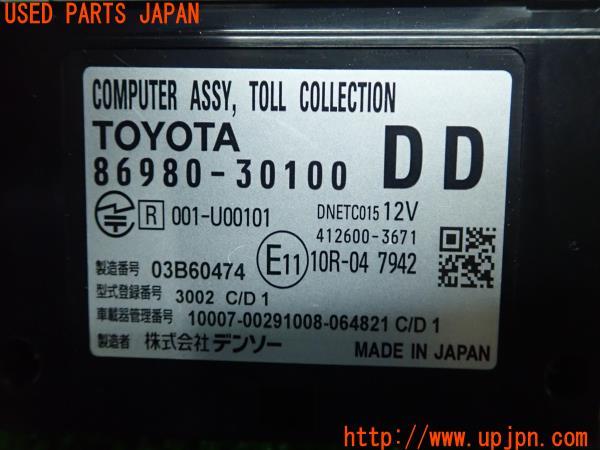 USED PARTS JAPAN
COMPUTER ASSY, TOLL COLLECTION
TOYOTA
86980-30100 DD
R 001-U00101 DNETC015 12V
412600-3671
製造番号 03B60474 E11 10R-04 7942
型式登録番号 3002 C/D 1
車載器管理番号 10007-00291008-064821 C/D 1
製造者 株式会社 デンソー MADE IN JAPAN
UPJ
http://www.upjpn.com